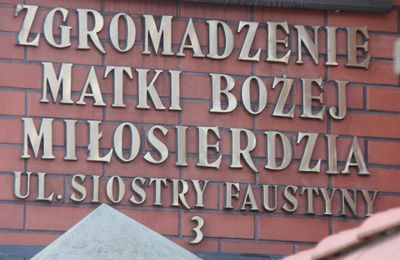 ZGROMADZENIE
MATKI BOŻEJ
MIŁOSIERDZIA
UL. SIOSTRY FAUSTYNY
3